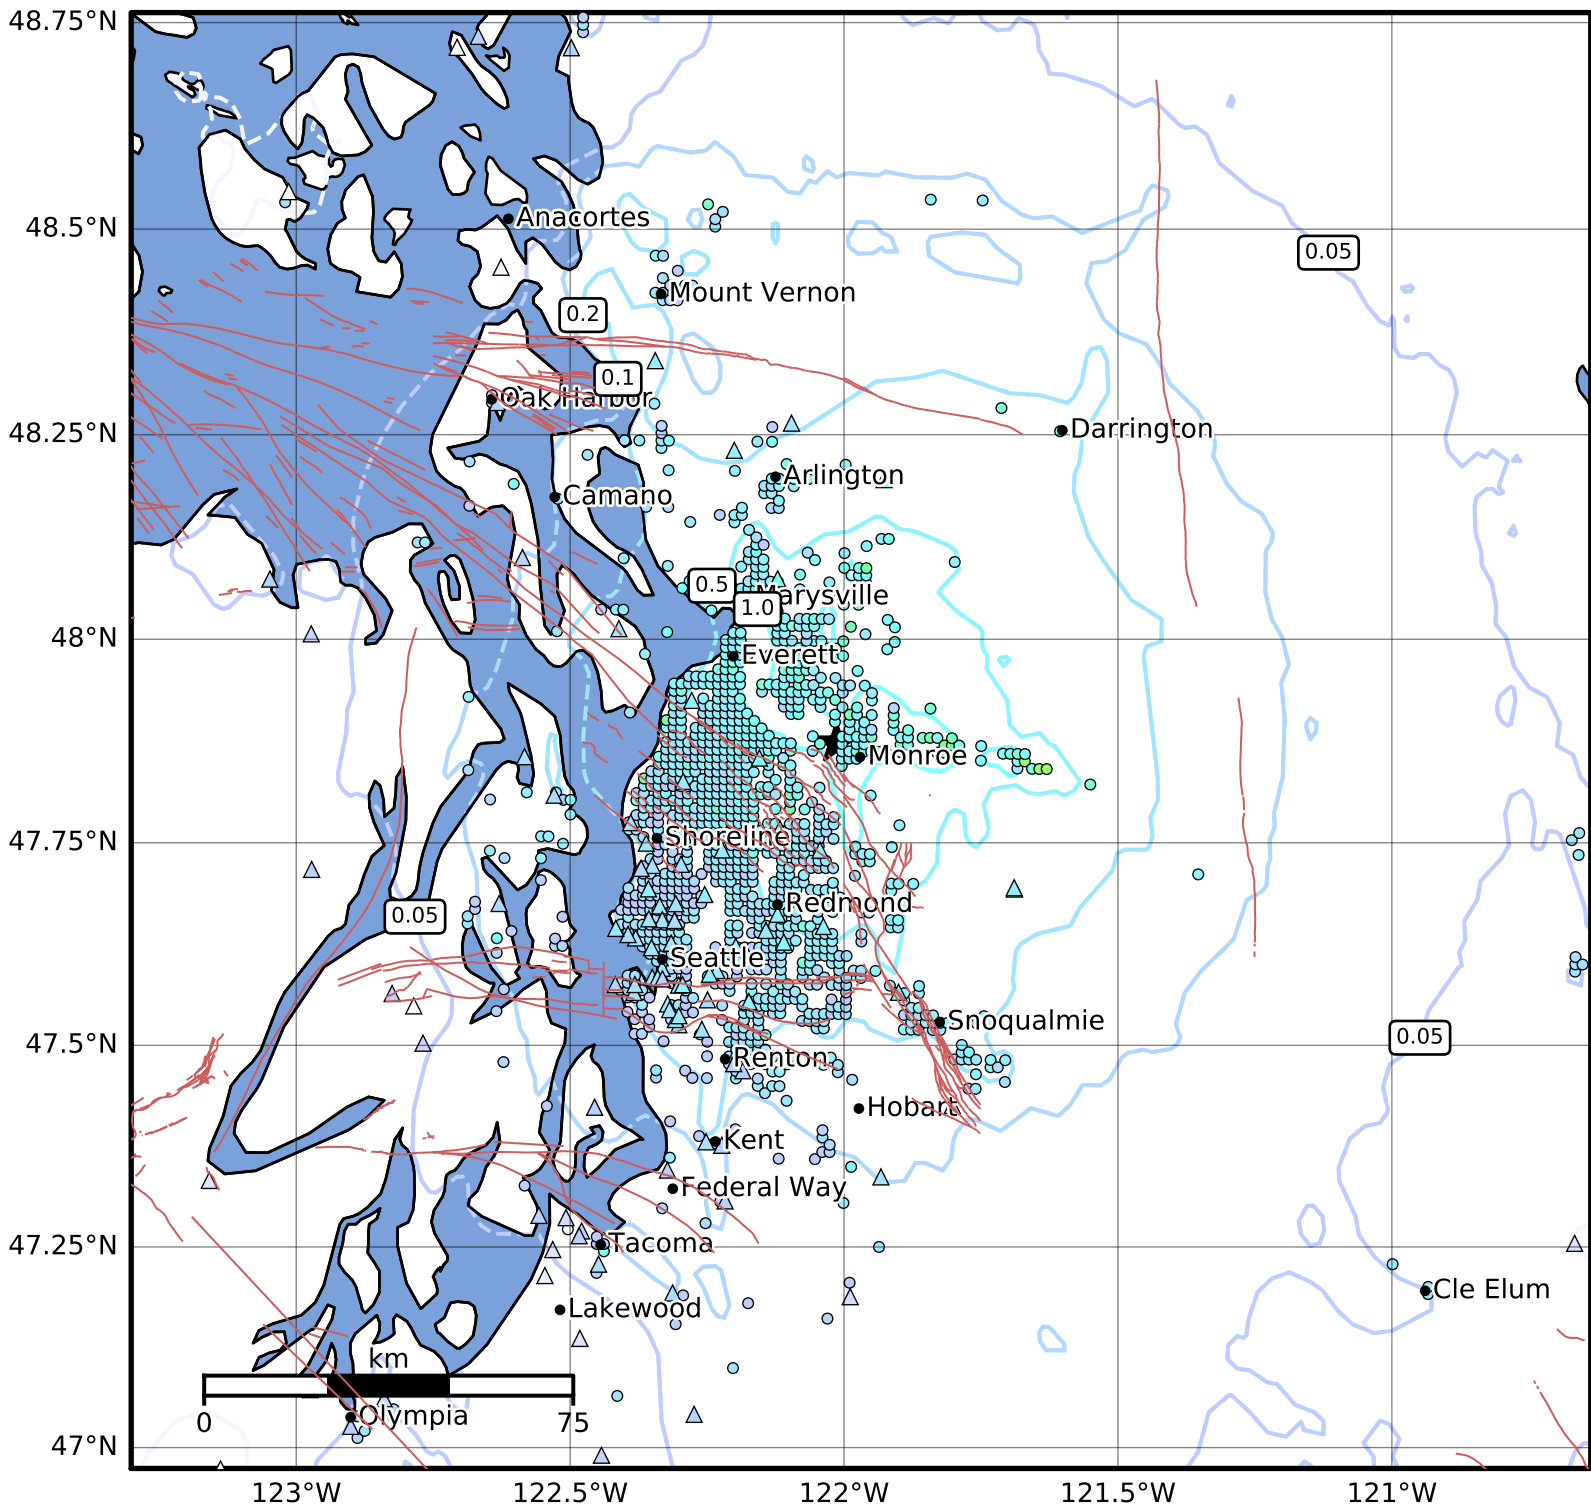 48.75°N
48.5°N
Anacortes
0.05
Mount Vernon
0.2
0.1
Oak Harbor
48.25°N
Darrington
Arlington
Camano
0.5
Marysville
1.0
48°N
Everett
Monroe
47.75°N
Shoreline
Redmond
0.05
Seattle
Snoqualmie
0.05
47.5°N
Renton
Hobart
Kent
Federal Way
47.25°N
Tacoma
Cle Elum
Lakewood
km
0
75
Olympia
47°N
123°W
122.5°W
122°W
121.5°W
121°W